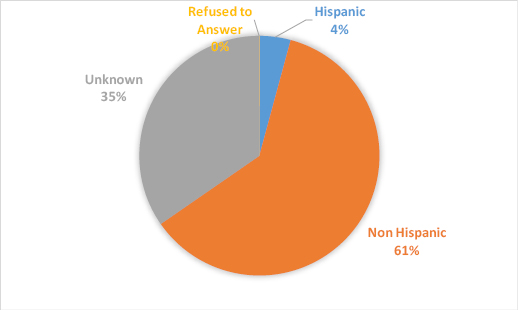 Refused to
Answer
0%
Hispanic
4%
Unknown
35%
Non Hispanic
61%